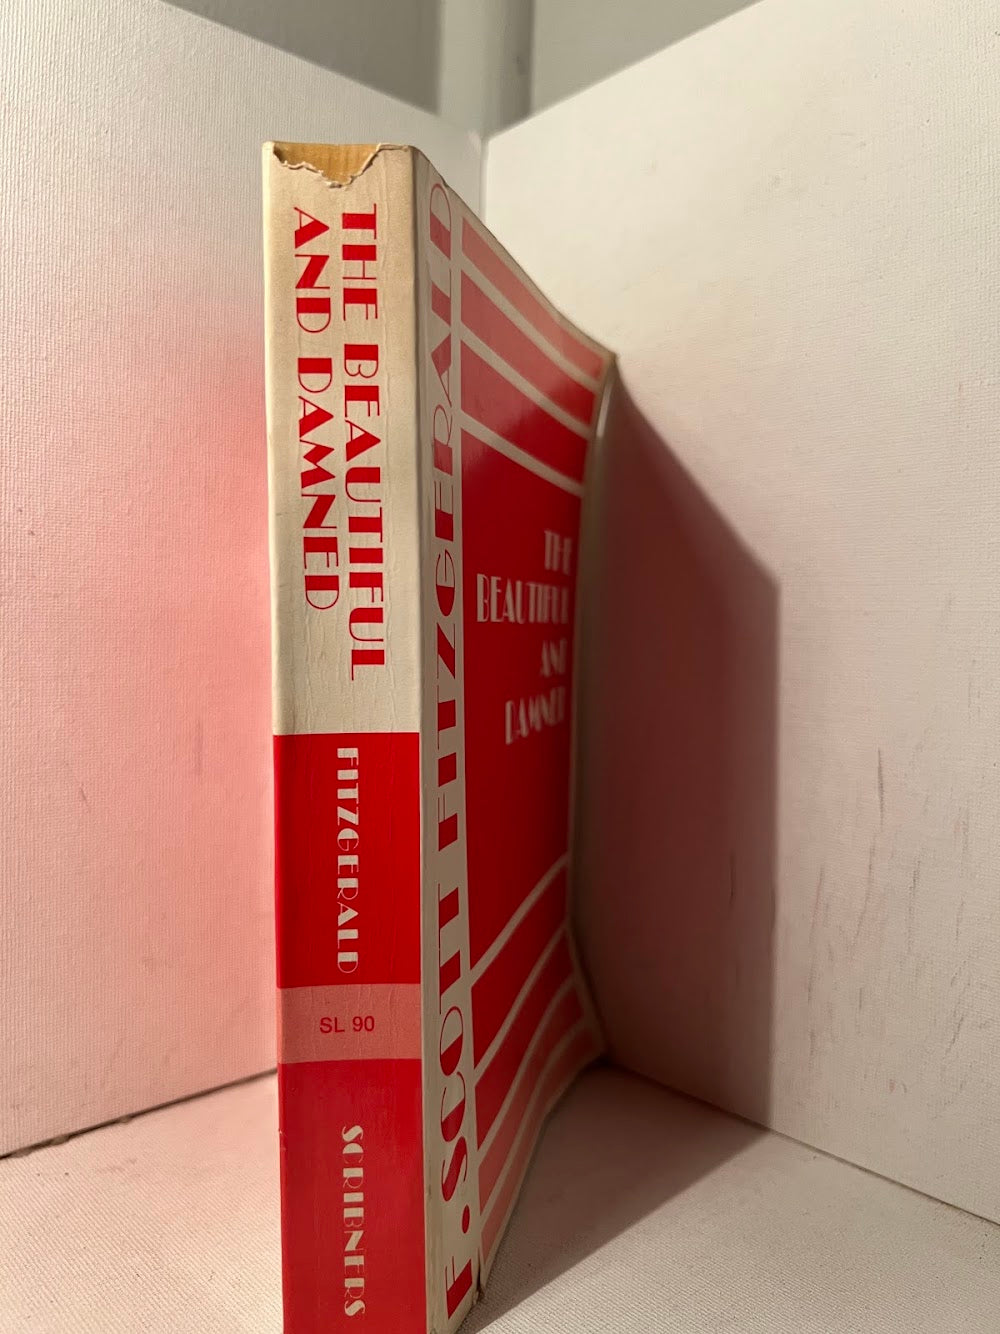 THE BEAUTIFUL
AND DAMNED
FITZGERALD
SL 90
SCRIBNERS
F. SCOTT FITZGERALD
THE
BEAUTIFUL
AND
DAMNED